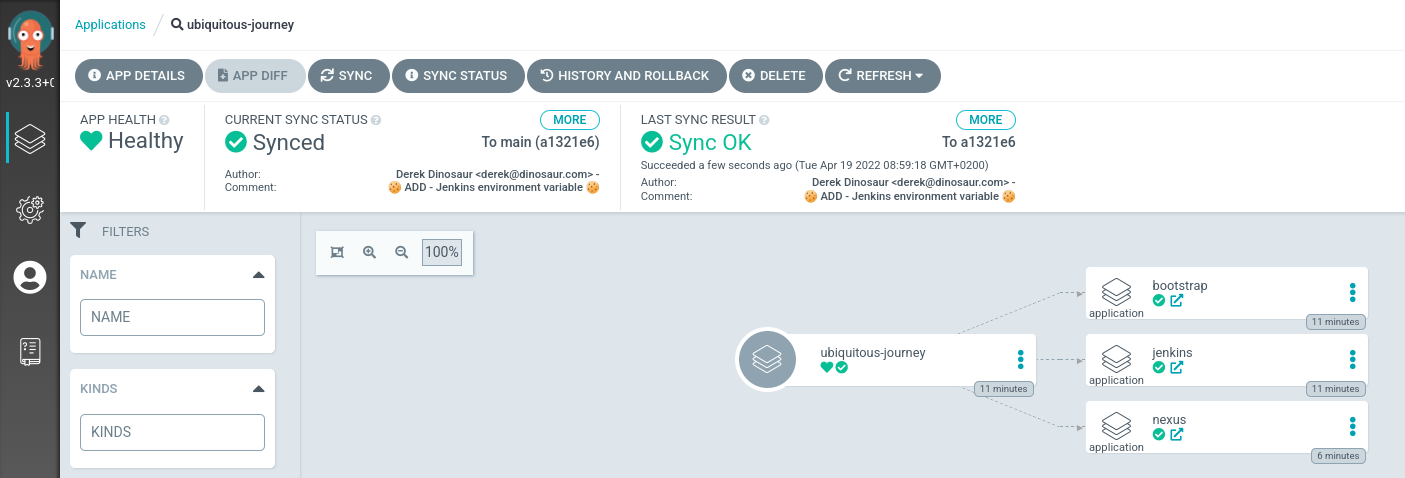 Applications / ubiquitous-journey
v2.3.3+0
APP DETAILS APP DIFF SYNC SYNC STATUS HISTORY AND ROLLBACK DELETE REFRESH
APP HEALTH
Healthy
CURRENT SYNC STATUS MORE
Synced To main (a1321e6)
Author: Derek Dinosaur <derek@dinosaur.com> -
Comment: 🍪 ADD - Jenkins environment variable 🍪
LAST SYNC RESULT MORE
Sync OK To a1321e6
Succeeded a few seconds ago (Tue Apr 19 2022 08:59:18 GMT+0200)
Author: Derek Dinosaur <derek@dinosaur.com> -
Comment: 🍪 ADD - Jenkins environment variable 🍪
FILTERS
NAME
NAME
KINDS
KINDS
100%
ubiquitous-journey
11 minutes
bootstrap
application
11 minutes
jenkins
application
11 minutes
nexus
application
6 minutes